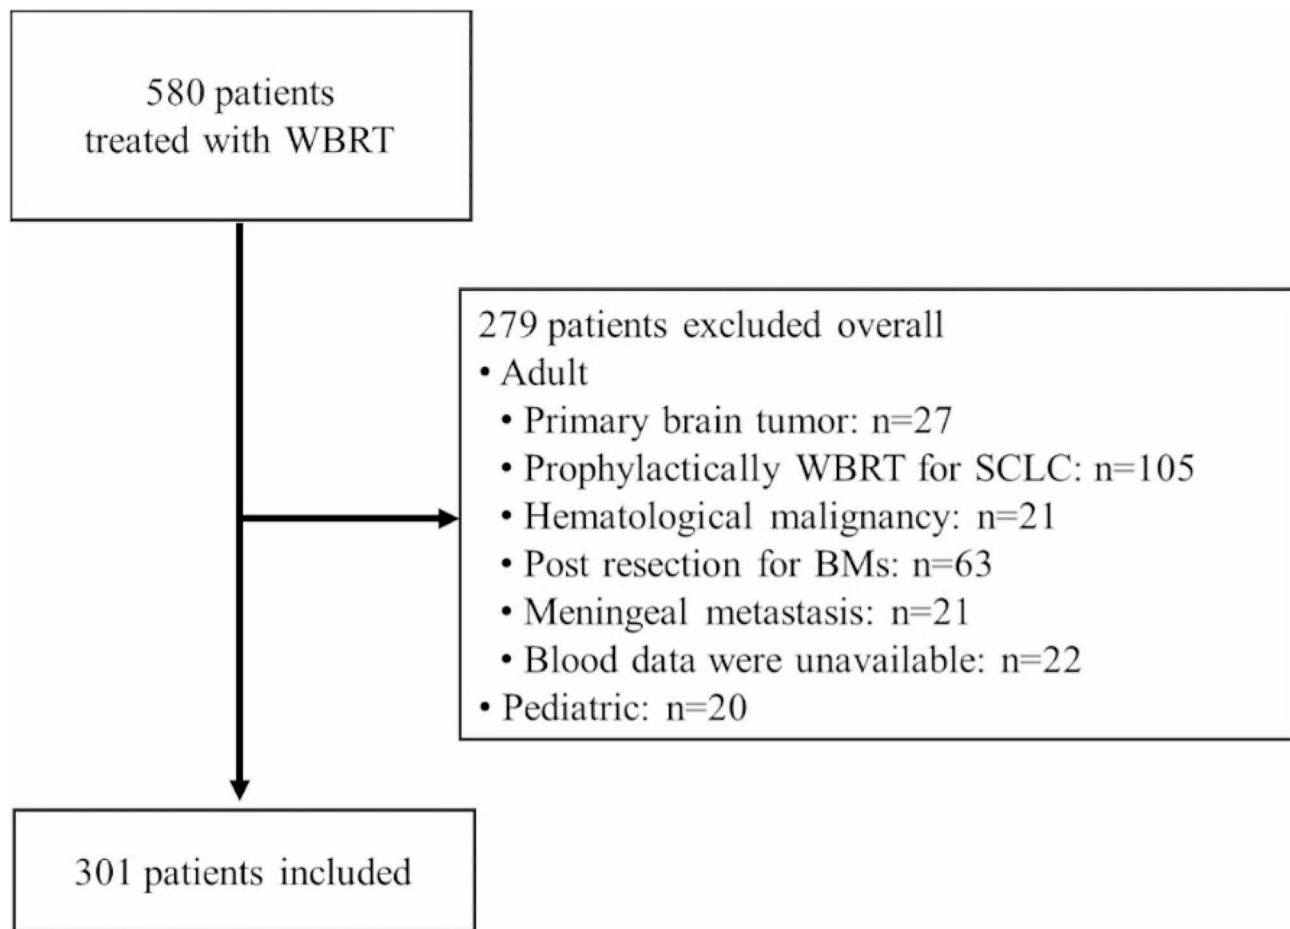 580 patients
treated with WBRT
279 patients excluded overall
• Adult
• Primary brain tumor: n=27
• Prophylactically WBRT for SCLC: n=105
• Hematological malignancy: n=21
• Post resection for BMs: n=63
• Meningeal metastasis: n=21
• Blood data were unavailable: n=22
• Pediatric: n=20
301 patients included